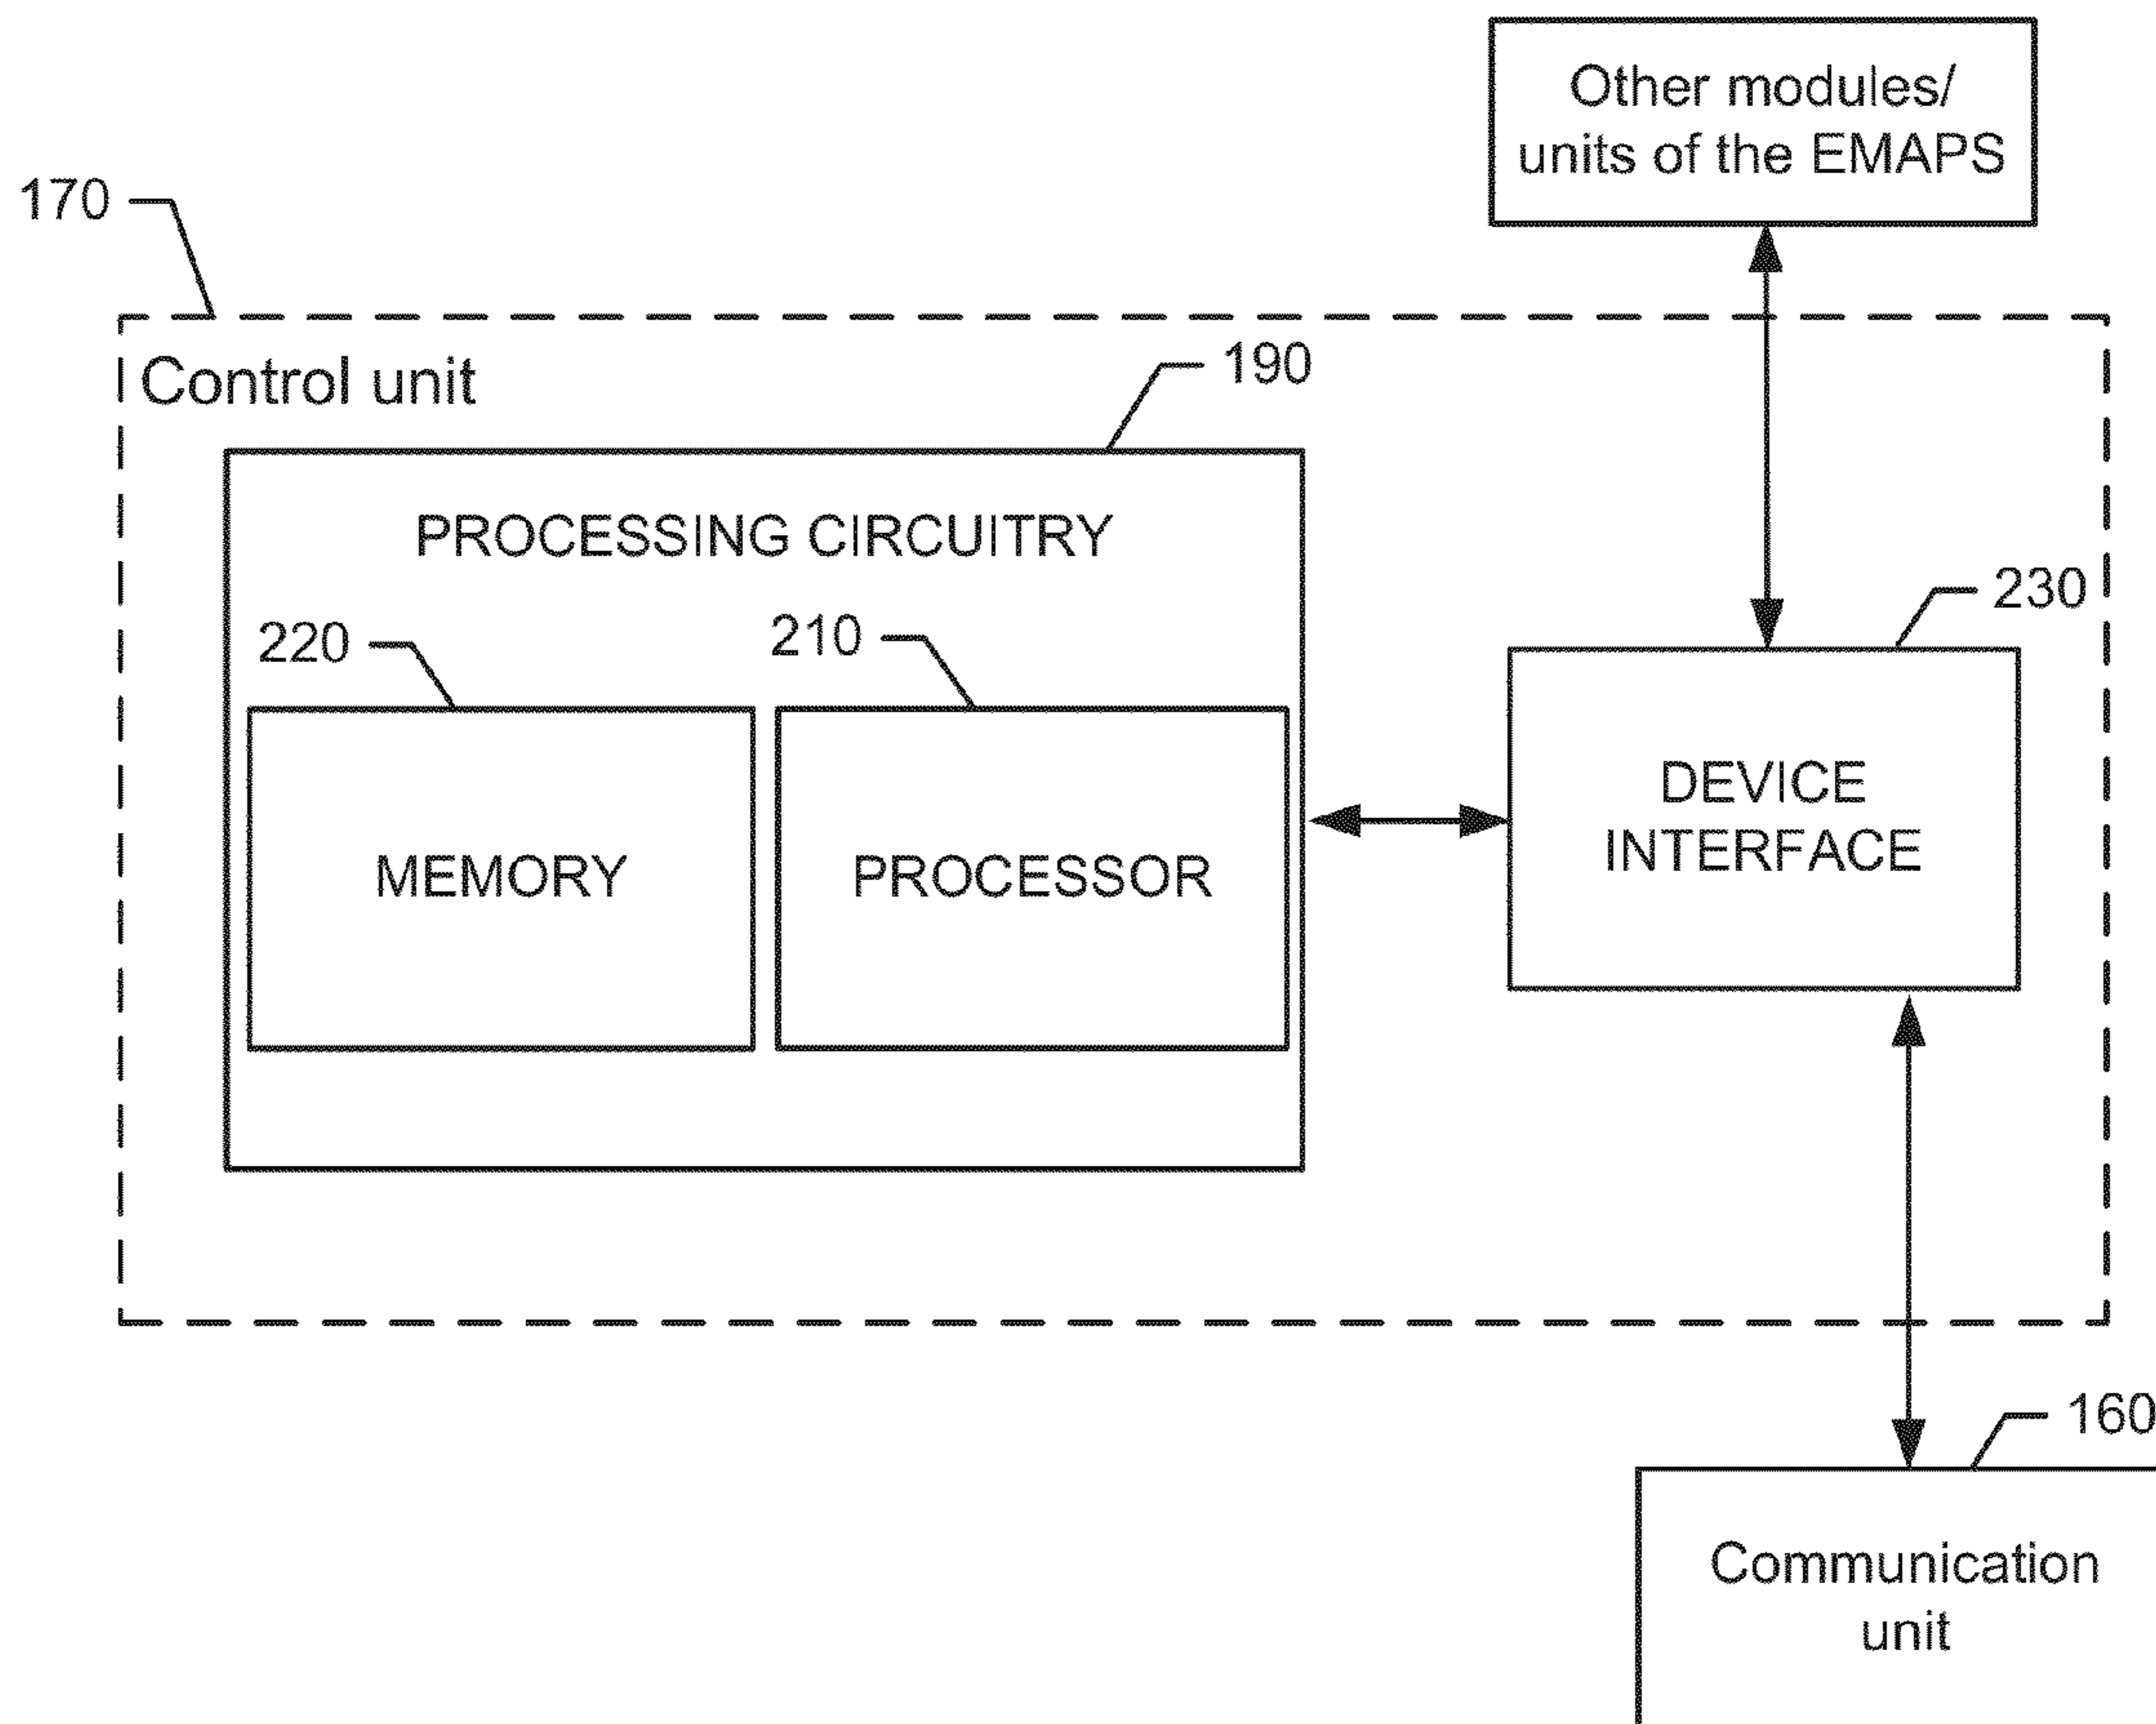 Other modules/
units of the EMAPS
170
Control unit
190
PROCESSING CIRCUITRY
230
220
210
DEVICE
INTERFACE
MEMORY
PROCESSOR
160
Communication
unit